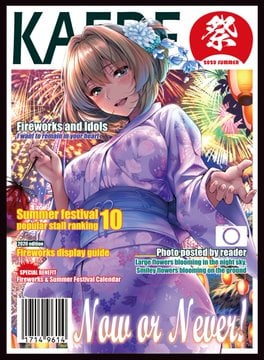 KAEDE
祭
2020 SUMMER
Fireworks and Idols
I want to remain in your heart
Summer festival
popular stall ranking 10
2020 edition
Fireworks display guide
Photo posted by reader
Large flowers blooming in the night sky
Smiley flowers blooming on the ground
SPECIAL BENEFIT
Fireworks & Summer Festival Calendar
Now or Never!
1714 9614